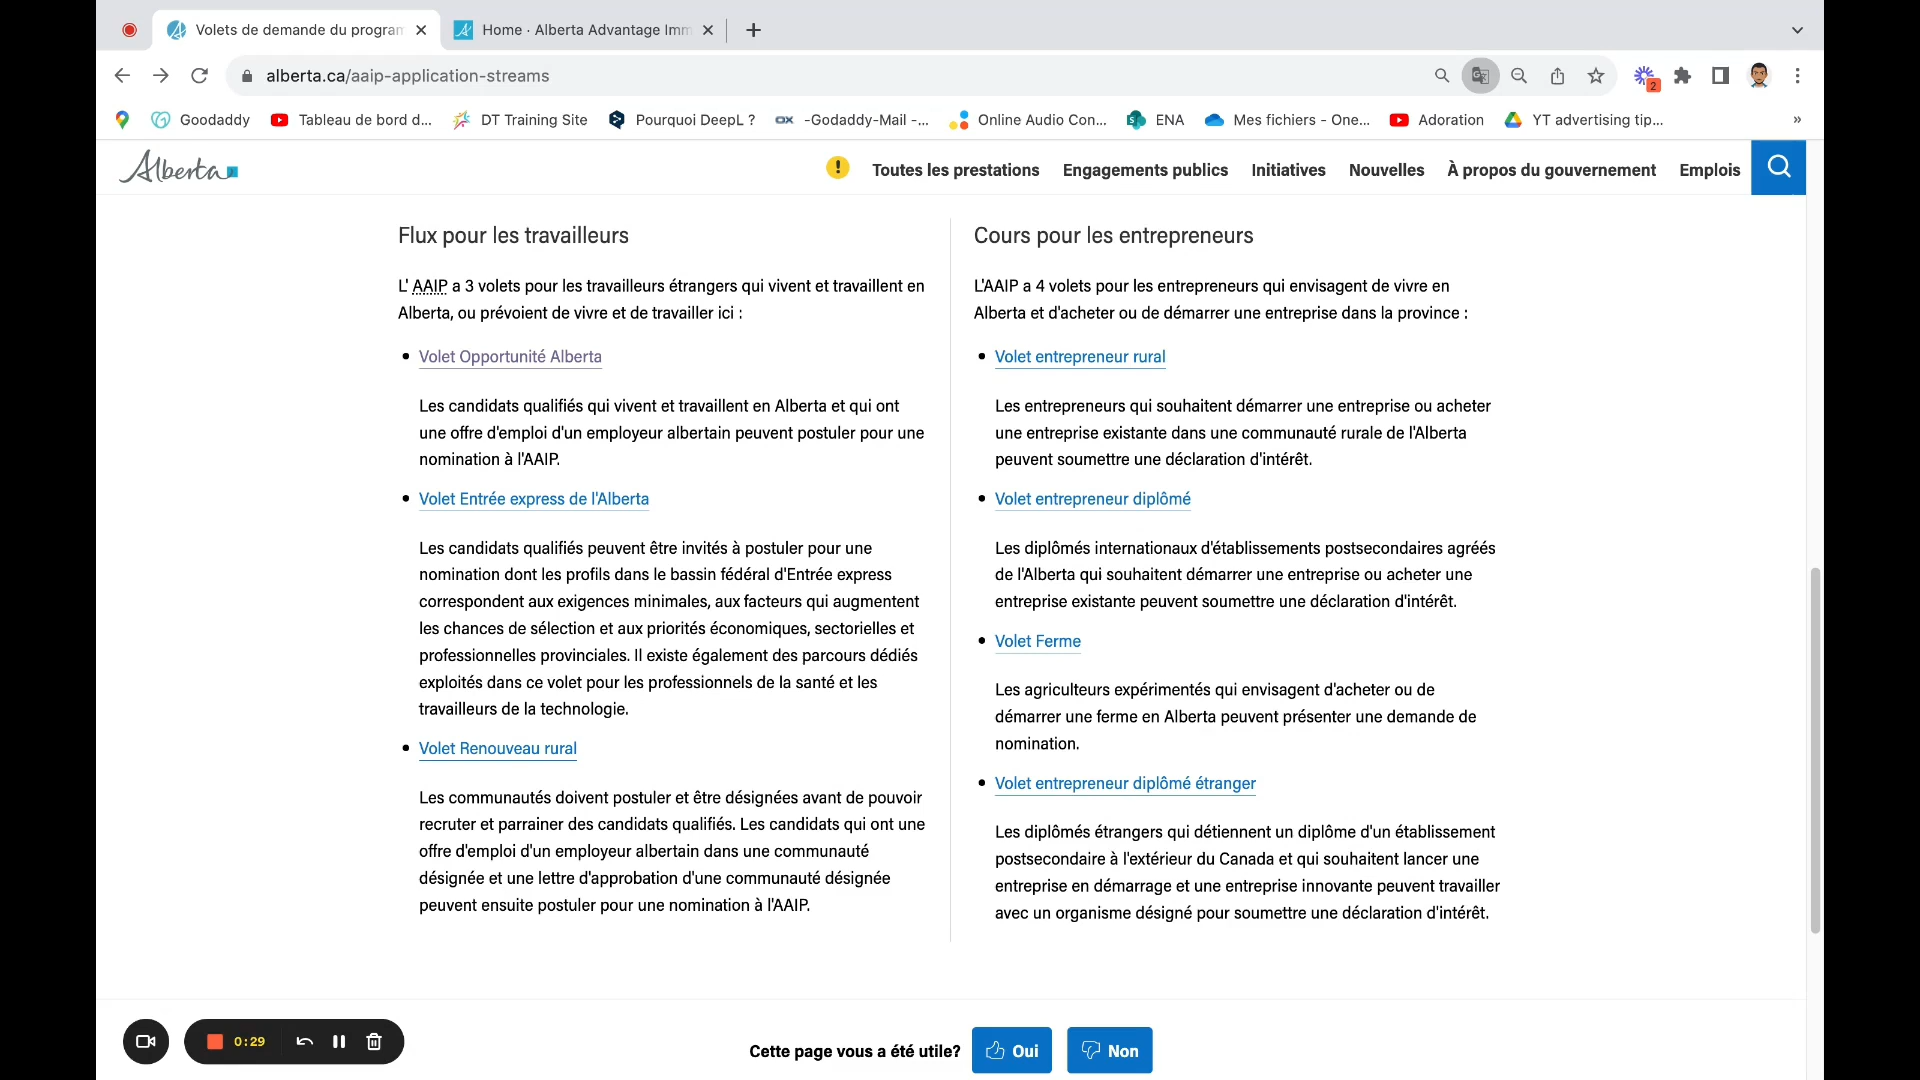 Volets de demande du program
Home · Alberta Advantage Imm
alberta.ca/aaip-application-streams
2
Goodaddy
Tableau de bord d...
DT Training Site
Pourquoi DeepL ?
-Godaddy-Mail -...
Online Audio Con...
ENA
Mes fichiers - One...
Adoration
YT advertising tip...
»
Alberta
Toutes les prestations
Engagements publics
Initiatives
Nouvelles
À propos du gouvernement
Emplois
Flux pour les travailleurs
L' AAIP a 3 volets pour les travailleurs étrangers qui vivent et travaillent en
Alberta, ou prévoient de vivre et de travailler ici :
Volet Opportunité Alberta
Les candidats qualifiés qui vivent et travaillent en Alberta et qui ont
une offre d'emploi d'un employeur albertain peuvent postuler pour une
nomination à l'AAIP.
Volet Entrée express de l'Alberta
Les candidats qualifiés peuvent être invités à postuler pour une
nomination dont les profils dans le bassin fédéral d'Entrée express
correspondent aux exigences minimales, aux facteurs qui augmentent
les chances de sélection et aux priorités économiques, sectorielles et
professionnelles provinciales. Il existe également des parcours dédiés
exploités dans ce volet pour les professionnels de la santé et les
travailleurs de la technologie.
Volet Renouveau rural
Les communautés doivent postuler et être désignées avant de pouvoir
recruter et parrainer des candidats qualifiés. Les candidats qui ont une
offre d'emploi d'un employeur albertain dans une communauté
désignée et une lettre d'approbation d'une communauté désignée
peuvent ensuite postuler pour une nomination à l'AAIP.
Cours pour les entrepreneurs
L'AAIP a 4 volets pour les entrepreneurs qui envisagent de vivre en
Alberta et d'acheter ou de démarrer une entreprise dans la province :
Volet entrepreneur rural
Les entrepreneurs qui souhaitent démarrer une entreprise ou acheter
une entreprise existante dans une communauté rurale de l'Alberta
peuvent soumettre une déclaration d'intérêt.
Volet entrepreneur diplômé
Les diplômés internationaux d'établissements postsecondaires agréés
de l'Alberta qui souhaitent démarrer une entreprise ou acheter une
entreprise existante peuvent soumettre une déclaration d'intérêt.
Volet Ferme
Les agriculteurs expérimentés qui envisagent d'acheter ou de
démarrer une ferme en Alberta peuvent présenter une demande de
nomination.
Volet entrepreneur diplômé étranger
Les diplômés étrangers qui détiennent un diplôme d'un établissement
postsecondaire à l'extérieur du Canada et qui souhaitent lancer une
entreprise en démarrage et une entreprise innovante peuvent travailler
avec un organisme désigné pour soumettre une déclaration d'intérêt.
0:29
Cette page vous a été utile?
Oui
Non